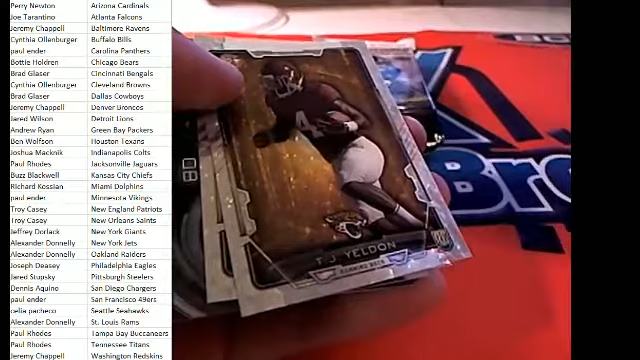 Perry Newton Arizona Cardinals
Joe Tarantino Atlanta Falcons
Jeremy Chappell Baltimore Ravens
Cynthia Ollenburger Buffalo Bills
paul ender Carolina Panthers
Bottie Holdren Chicago Bears
Brad Glaser Cincinnati Bengals
Cynthia Ollenburger Cleveland Browns
Brad Glaser Dallas Cowboys
Jeremy Chappell Denver Broncos
Jared Wilson Detroit Lions
Andrew Ryan Green Bay Packers
Ben Wolfson Houston Texans
Joshua Macknik Indianapolis Colts
Paul Rhodes Jacksonville Jaguars
Buzz Blackwell Kansas City Chiefs
Richard Kossian Miami Dolphins
paul ender Minnesota Vikings
Troy Casey New England Patriots
Troy Casey New Orleans Saints
Jeffrey Dorlack New York Giants
Alexander Donnelly New York Jets
Alexander Donnelly Oakland Raiders
Joseph Deasey Philadelphia Eagles
Jared Stupsky Pittsburgh Steelers
Dennis Aquino San Diego Chargers
paul ender San Francisco 49ers
celia pacheco Seattle Seahawks
Alexander Donnelly St. Louis Rams
Paul Rhodes Tampa Bay Buccaneers
Paul Rhodes Tennessee Titans
Jeremy Chappell Washington Redskins
4
T.J. YELDON
RUNNING BACK
Bro